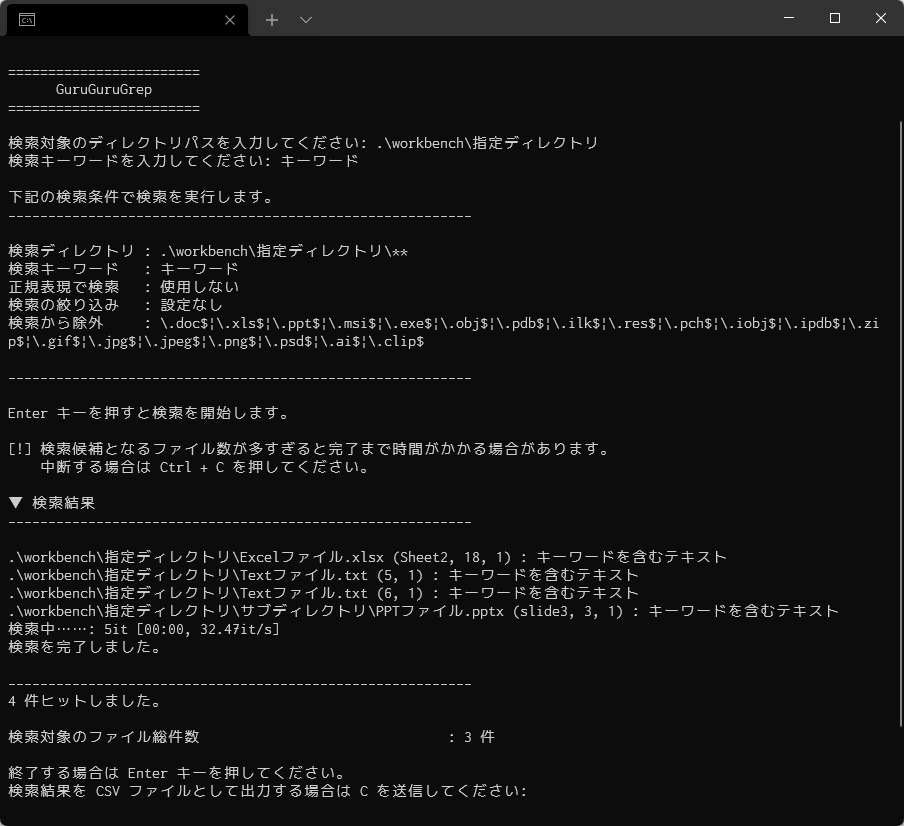 ========================
GuruGuruGrep
========================
検索対象のディレクトリパスを入力してください: .\workbench\指定ディレクトリ
検索キーワードを入力してください: キーワード
下記の検索条件で検索を実行します。
----------------------------------------------------------
検索ディレクトリ : .\workbench\指定ディレクトリ\**
検索キーワード : キーワード
正規表現で検索 : 使用しない
検索の絞り込み : 設定なし
検索から除外 : \.doc$¦\.xls$¦\.ppt$¦\.msi$¦\.exe$¦\.obj$¦\.pdb$¦\.ilk$¦\.res$¦\.pch$¦\.iobj$¦\.ipdb$¦\.zi
p$¦\.gif$¦\.jpg$¦\.jpeg$¦\.png$¦\.psd$¦\.ai$¦\.clip$
----------------------------------------------------------
Enter キーを押すと検索を開始します。
[!] 検索候補となるファイル数が多すぎると完了まで時間がかかる場合があります。
中断する場合は Ctrl + C を押してください。
▼ 検索結果
----------------------------------------------------------
.\workbench\指定ディレクトリ\Excelファイル.xlsx (Sheet2, 18, 1) : キーワードを含むテキスト
.\workbench\指定ディレクトリ\Textファイル.txt (5, 1) : キーワードを含むテキスト
.\workbench\指定ディレクトリ\Textファイル.txt (6, 1) : キーワードを含むテキスト
.\workbench\指定ディレクトリ\サブディレクトリ\PPTファイル.pptx (slide3, 3, 1) : キーワードを含むテキスト
検索中……: 5it [00:00, 32.47it/s]
検索を完了しました。
----------------------------------------------------------
4 件ヒットしました。
検索対象のファイル総件数 : 3 件
終了する場合は Enter キーを押してください。
検索結果を CSV ファイルとして出力する場合は C を送信してください: